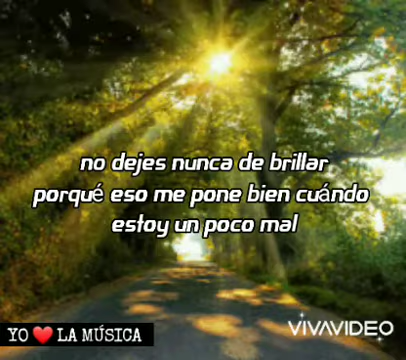 no dejes nunca de brillar
porqué eso me pone bien cuándo
estoy un poco mal
YO ❤️ LA MÚSICA
VIVAVIDEO